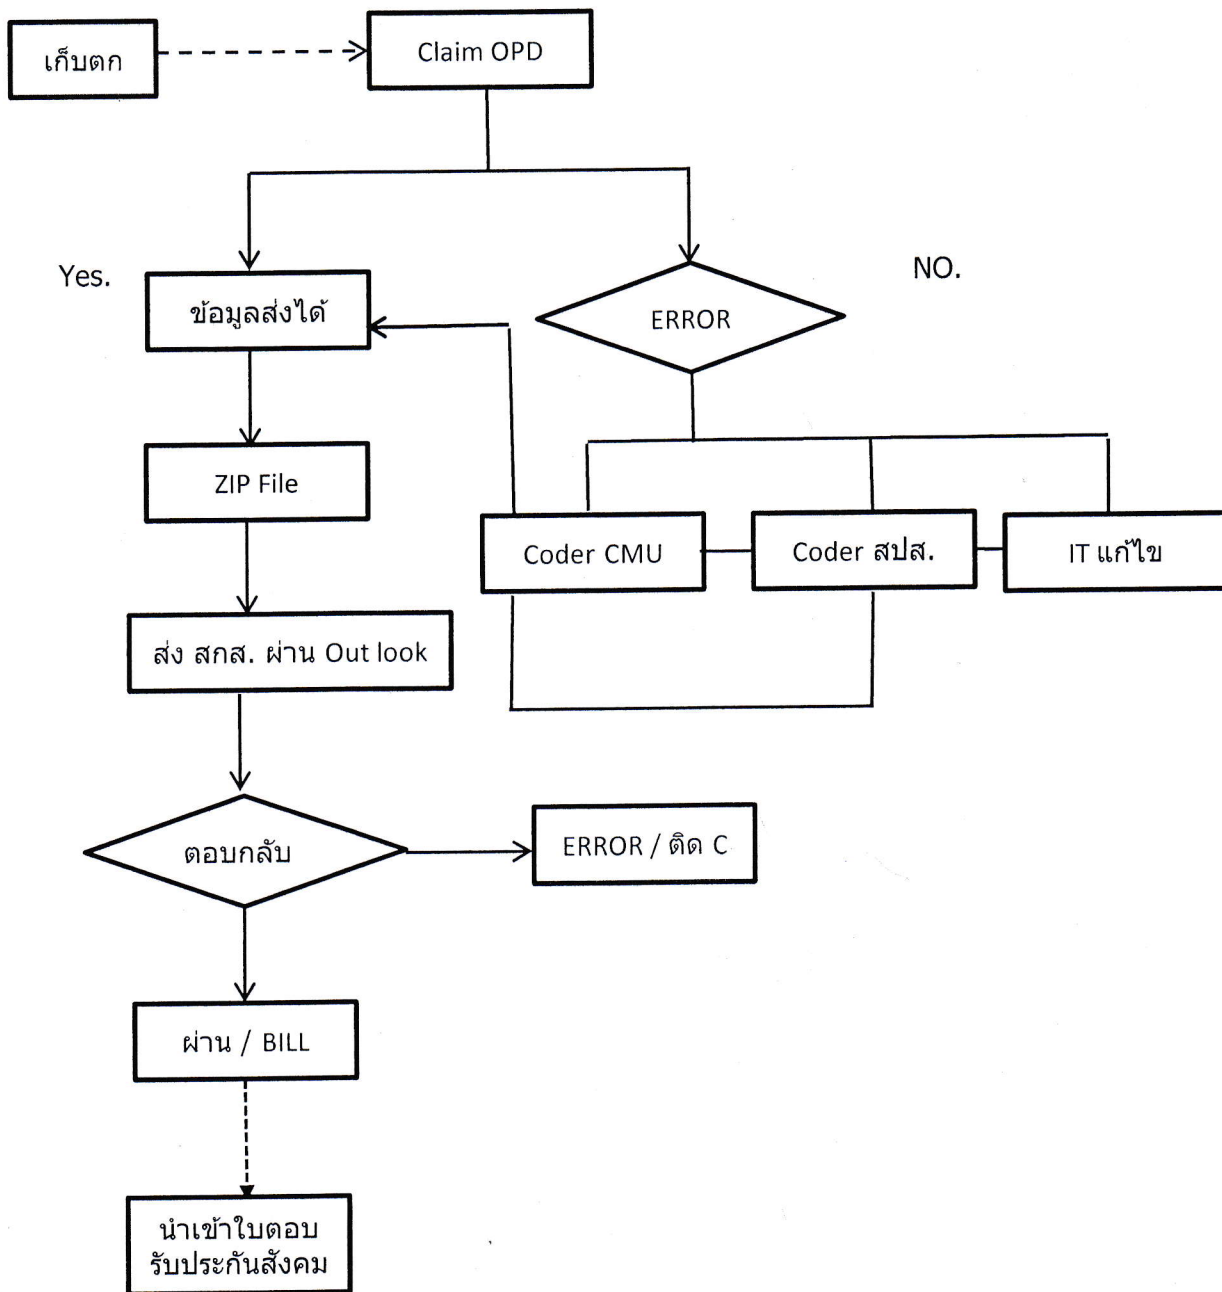 เก็บตก
Claim OPD
Yes.
ข้อมูลส่งได้
ERROR
NO.
ZIP File
Coder CMU
Coder สปส.
IT แก้ไข
ส่ง สกส. ผ่าน Out look
ตอบกลับ
ERROR / ติด C
ผ่าน / BILL
นำเข้าใบตอบ
รับประกันสังคม